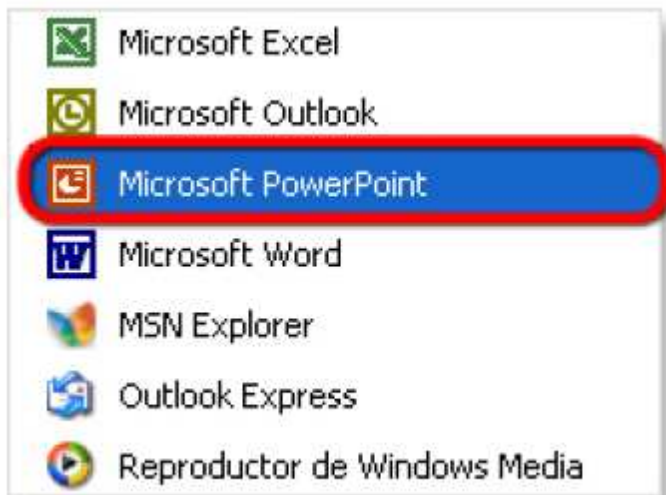 Microsoft Excel
Microsoft Outlook
Microsoft PowerPoint
Microsoft Word
MSN Explorer
Outlook Express
Reproductor de Windows Media